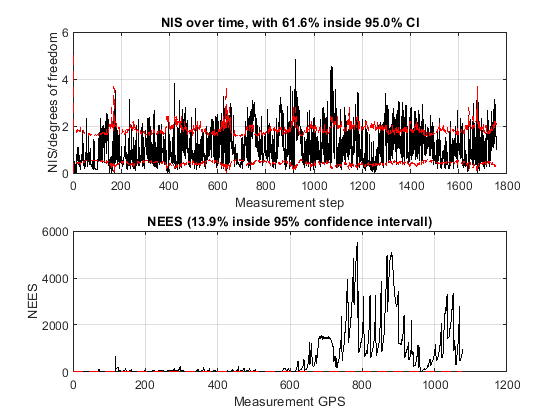 NIS over time, with 61.6% inside 95.0% CI
NIS/degrees of freedom
6
4
2
0
0 200 400 600 800 1000 1200 1400 1600 1800
Measurement step
NEES (13.9% inside 95% confidence intervall)
NEES
6000
4000
2000
0
0 200 400 600 800 1000 1200
Measurement GPS